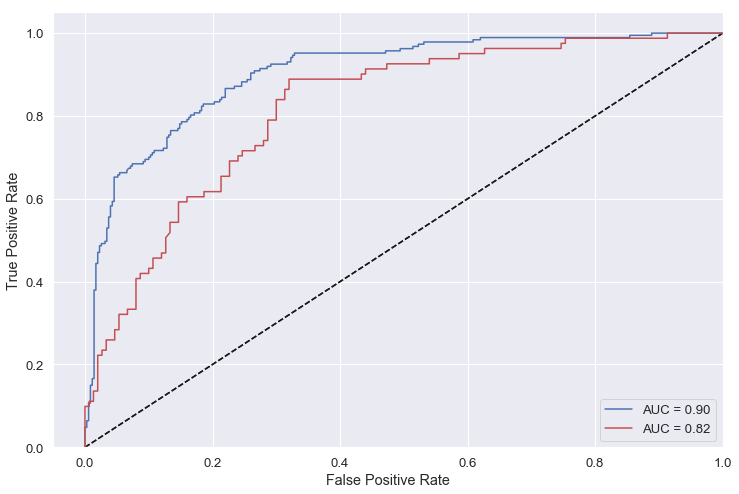 1.0
0.8
0.6
0.4
0.2
0.0
True Positive Rate
0.0 0.2 0.4 0.6 0.8 1.0
False Positive Rate
AUC = 0.90
AUC = 0.82